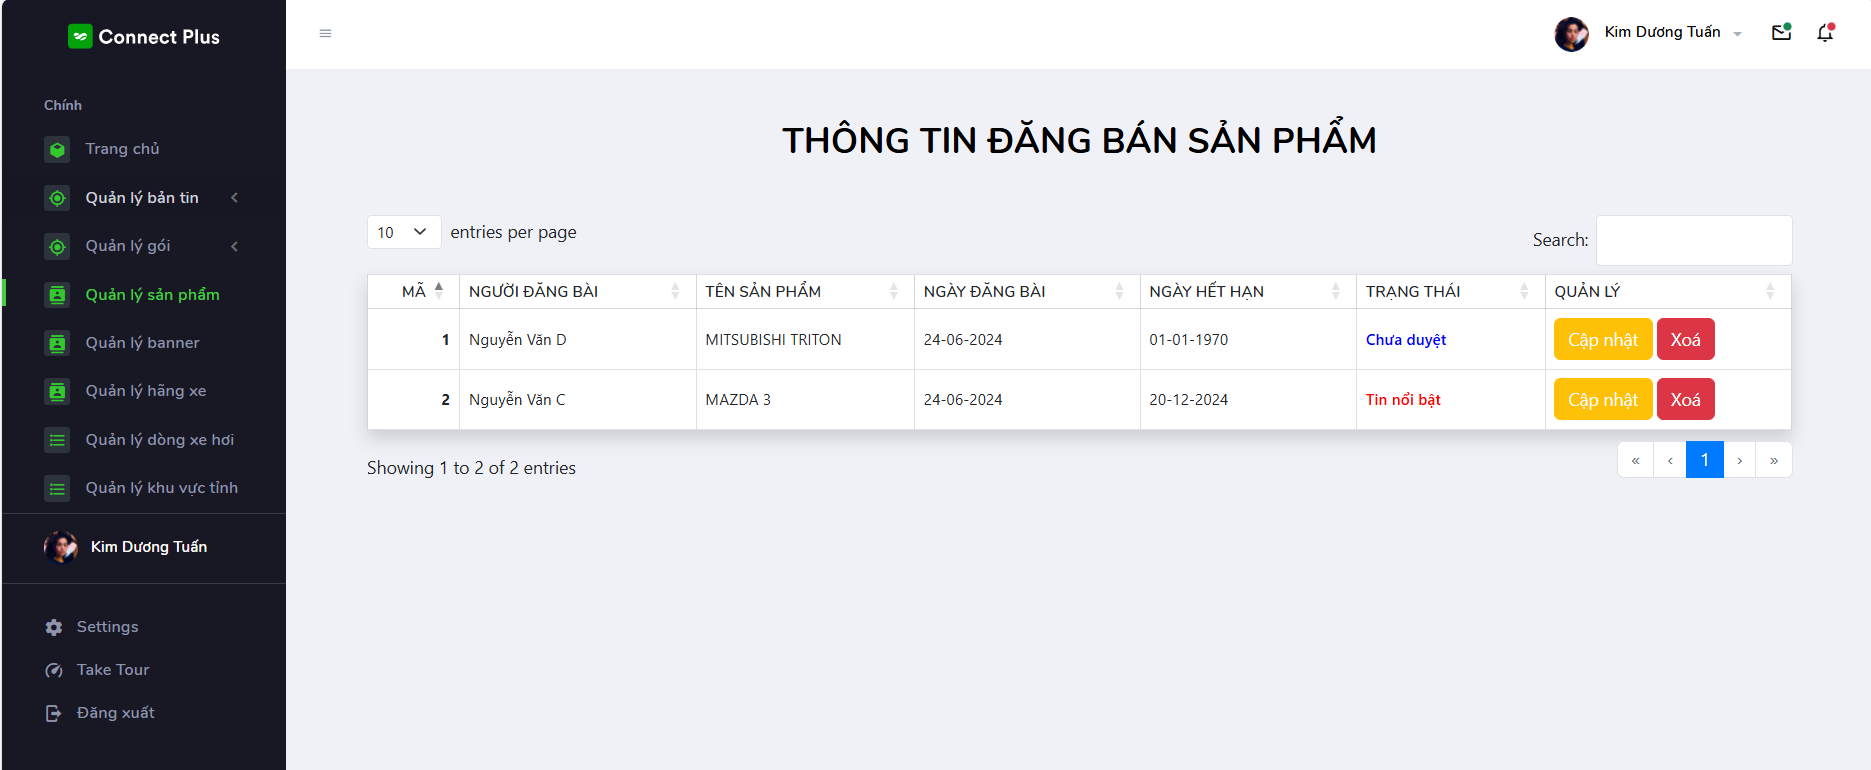 Connect Plus
Kim Dương Tuấn
Chính
Trang chủ
Quản lý bản tin
Quản lý gói
Quản lý sản phẩm
Quản lý banner
Quản lý hãng xe
Quản lý dòng xe hơi
Quản lý khu vực tỉnh
Kim Dương Tuấn
Settings
Take Tour
Đăng xuất
THÔNG TIN ĐĂNG BÁN SẢN PHẨM
10 entries per page
Search:
MÃ NGƯỜI ĐĂNG BÀI TÊN SẢN PHẨM NGÀY ĐĂNG BÀI NGÀY HẾT HẠN TRẠNG THÁI QUẢN LÝ
1 Nguyễn Văn D MITSUBISHI TRITON 24-06-2024 01-01-1970 Chưa duyệt Cập nhật Xoá
2 Nguyễn Văn C MAZDA 3 24-06-2024 20-12-2024 Tin nổi bật Cập nhật Xoá
Showing 1 to 2 of 2 entries
« ‹ 1 › »